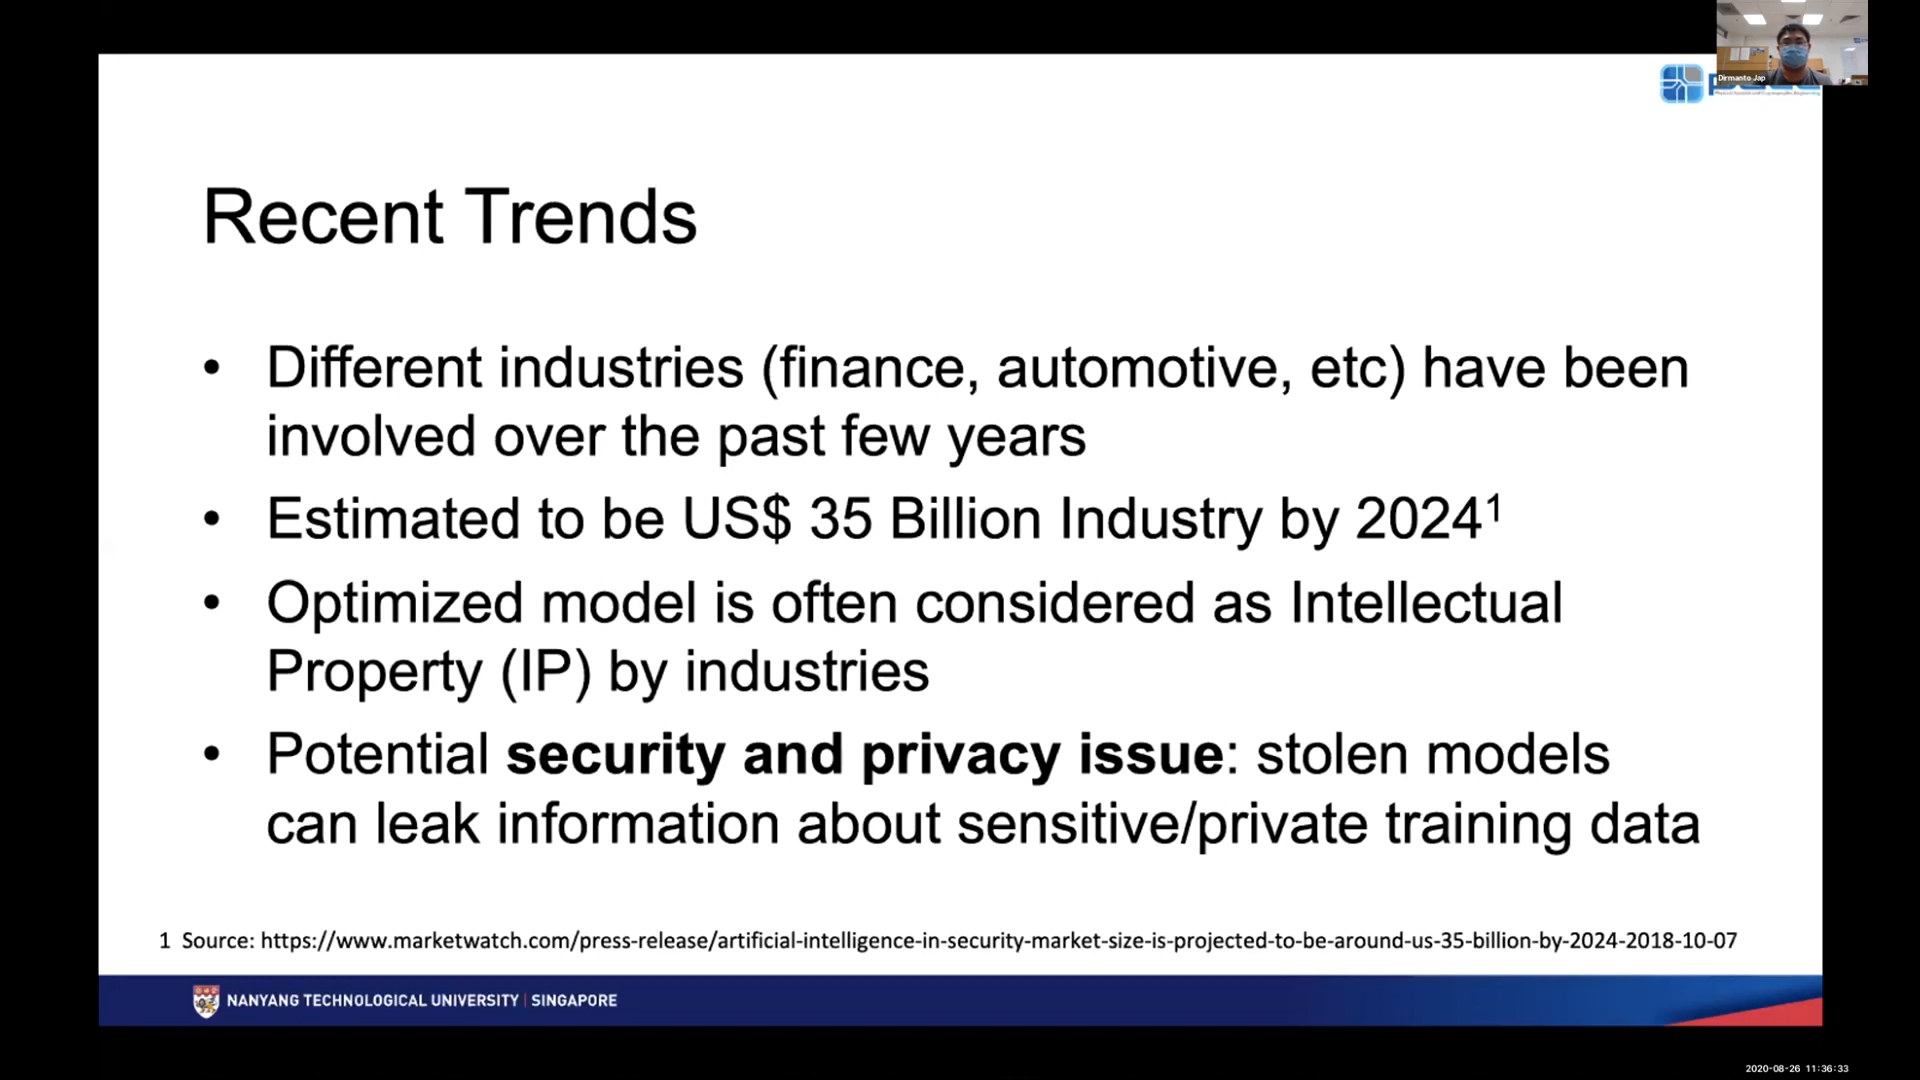 Dirmanto Jap
Recent Trends
• Different industries (finance, automotive, etc) have been
involved over the past few years
• Estimated to be US$ 35 Billion Industry by 2024¹
• Optimized model is often considered as Intellectual
Property (IP) by industries
• Potential security and privacy issue: stolen models
can leak information about sensitive/private training data
1 Source: https://www.marketwatch.com/press-release/artificial-intelligence-in-security-market-size-is-projected-to-be-around-us-35-billion-by-2024-2018-10-07
NANYANG TECHNOLOGICAL UNIVERSITY | SINGAPORE
2020-08-26 11:36:33